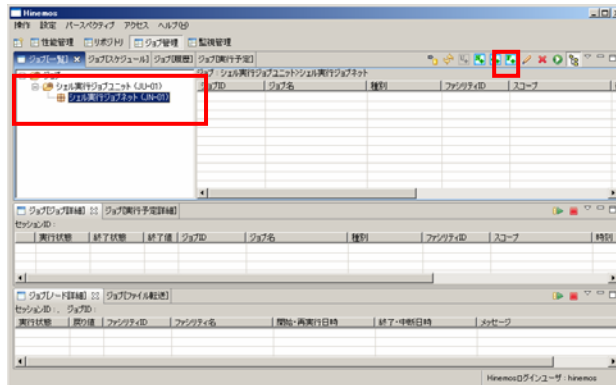 Hinemos
操作 設定 パースペクティブ アクセス ヘルプ(H)
性能管理 リポジトリ ジョブ管理 監視管理
ジョブ[一覧] ジョブ[スケジュール] ジョブ[履歴] ジョブ[実行予定]
ジョブ
シェル実行ジョブユニット (JU-01)
シェル実行ジョブネット (JN-01)
ジョブ : シェル実行ジョブユニット>シェル実行ジョブネット
ジョブID ジョブ名 種別 ファシリティID スコープ
ジョブ[ジョブ詳細] ジョブ[実行予定詳細]
セッションID :
実行状態 終了状態 終了値 ジョブID ジョブ名 種別 ファシリティID スコープ 時刻
ジョブ[ノード詳細] ジョブ[ファイル転送]
セッションID : 、 ジョブID :
実行状態 戻り値 ファシリティID ファシリティ名 開始・再実行日時 終了・中断日時 メッセージ
Hinemosログインユーザ : hinemos